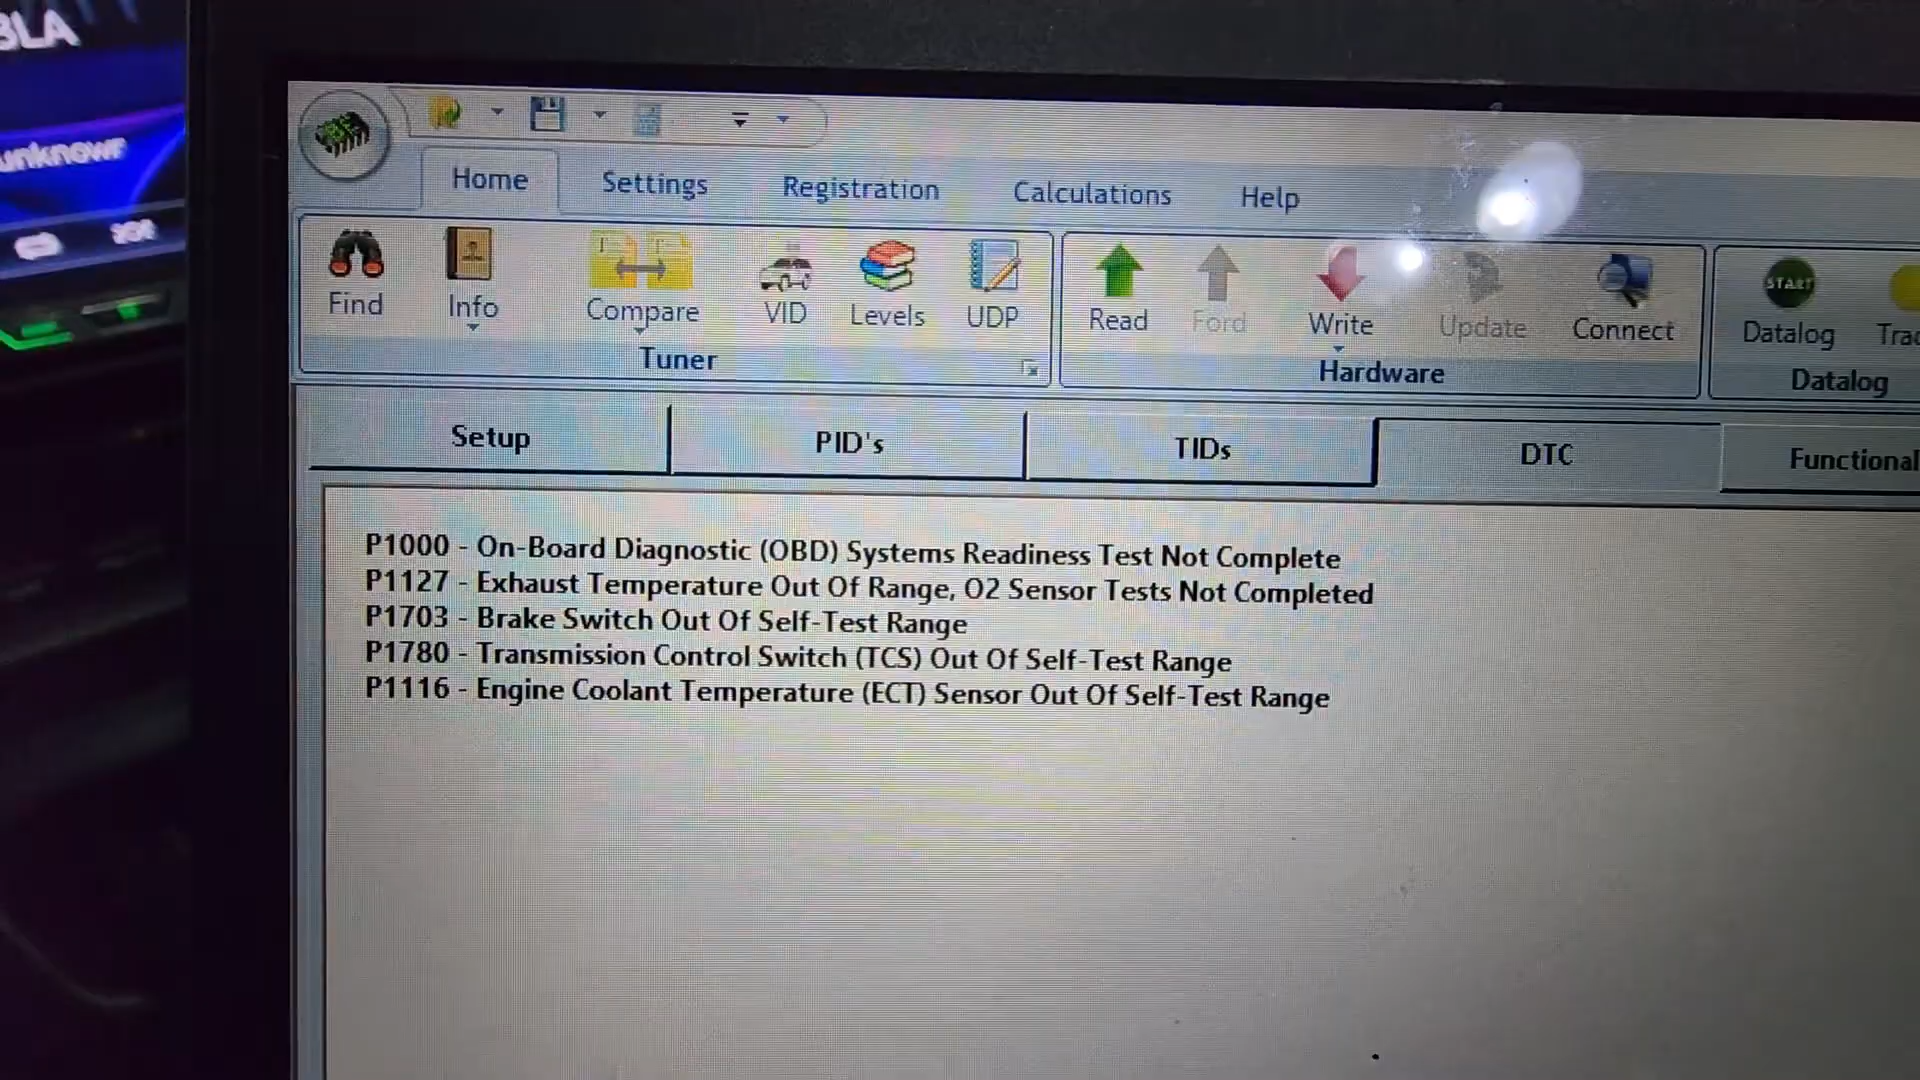 BLA
unknown
Home Settings Registration Calculations Help
Find Info Compare VID Levels UDP Read Ford Write Update Connect START Datalog Trac
Tuner Hardware Datalog
Setup PID's TIDs DTC Functional
P1000 - On-Board Diagnostic (OBD) Systems Readiness Test Not Complete
P1127 - Exhaust Temperature Out Of Range, O2 Sensor Tests Not Completed
P1703 - Brake Switch Out Of Self-Test Range
P1780 - Transmission Control Switch (TCS) Out Of Self-Test Range
P1116 - Engine Coolant Temperature (ECT) Sensor Out Of Self-Test Range